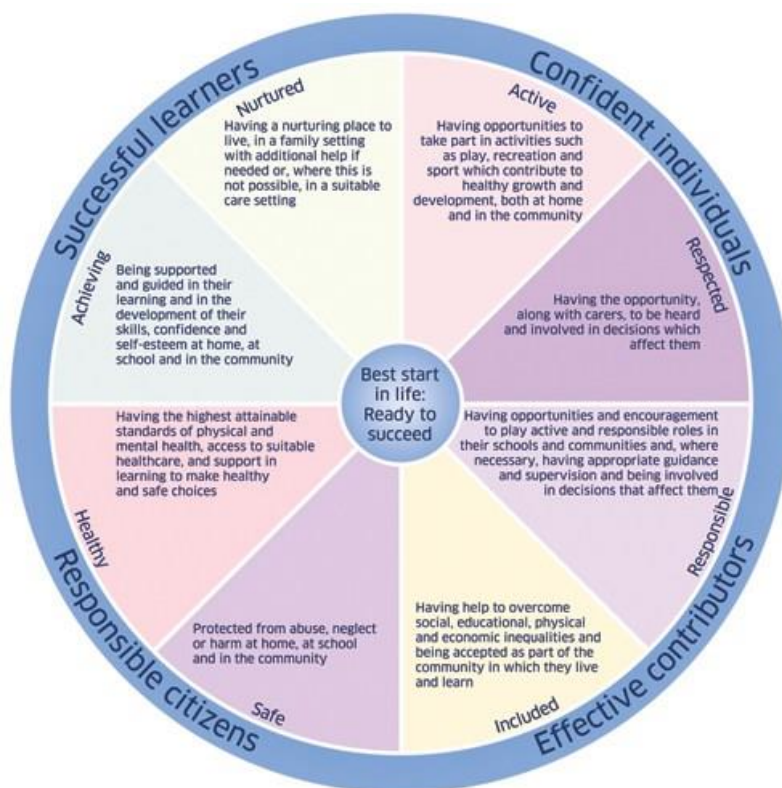 Successful learners
Confident individuals
Nurtured
Having a nurturing place to
live, in a family setting
with additional help if
needed or, where this is
not possible, in a suitable
care setting
Active
Having opportunities to
take part in activities such
as play, recreation and
sport which contribute to
healthy growth and
development, both at home
and in the community
Achieving
Being supported
and guided in their
learning and in the
development of their
skills, confidence and
self-esteem at home, at
school and in the community
Respected
Having the opportunity,
along with carers, to be heard
and involved in decisions which
affect them
Best start
in life:
Ready to
succeed
Healthy
Having the highest attainable
standards of physical and
mental health, access to suitable
healthcare, and support in
learning to make healthy
and safe choices
Having opportunities and encouragement
to play active and responsible roles in
their schools and communities and, where
necessary, having appropriate guidance
and supervision and being involved
in decisions that affect them
Responsible
Protected from abuse, neglect
or harm at home, at school
and in the community
Safe
Having help to overcome
social, educational, physical
and economic inequalities and
being accepted as part of the
community in which they live
and learn
Included
Responsible citizens
Effective contributors